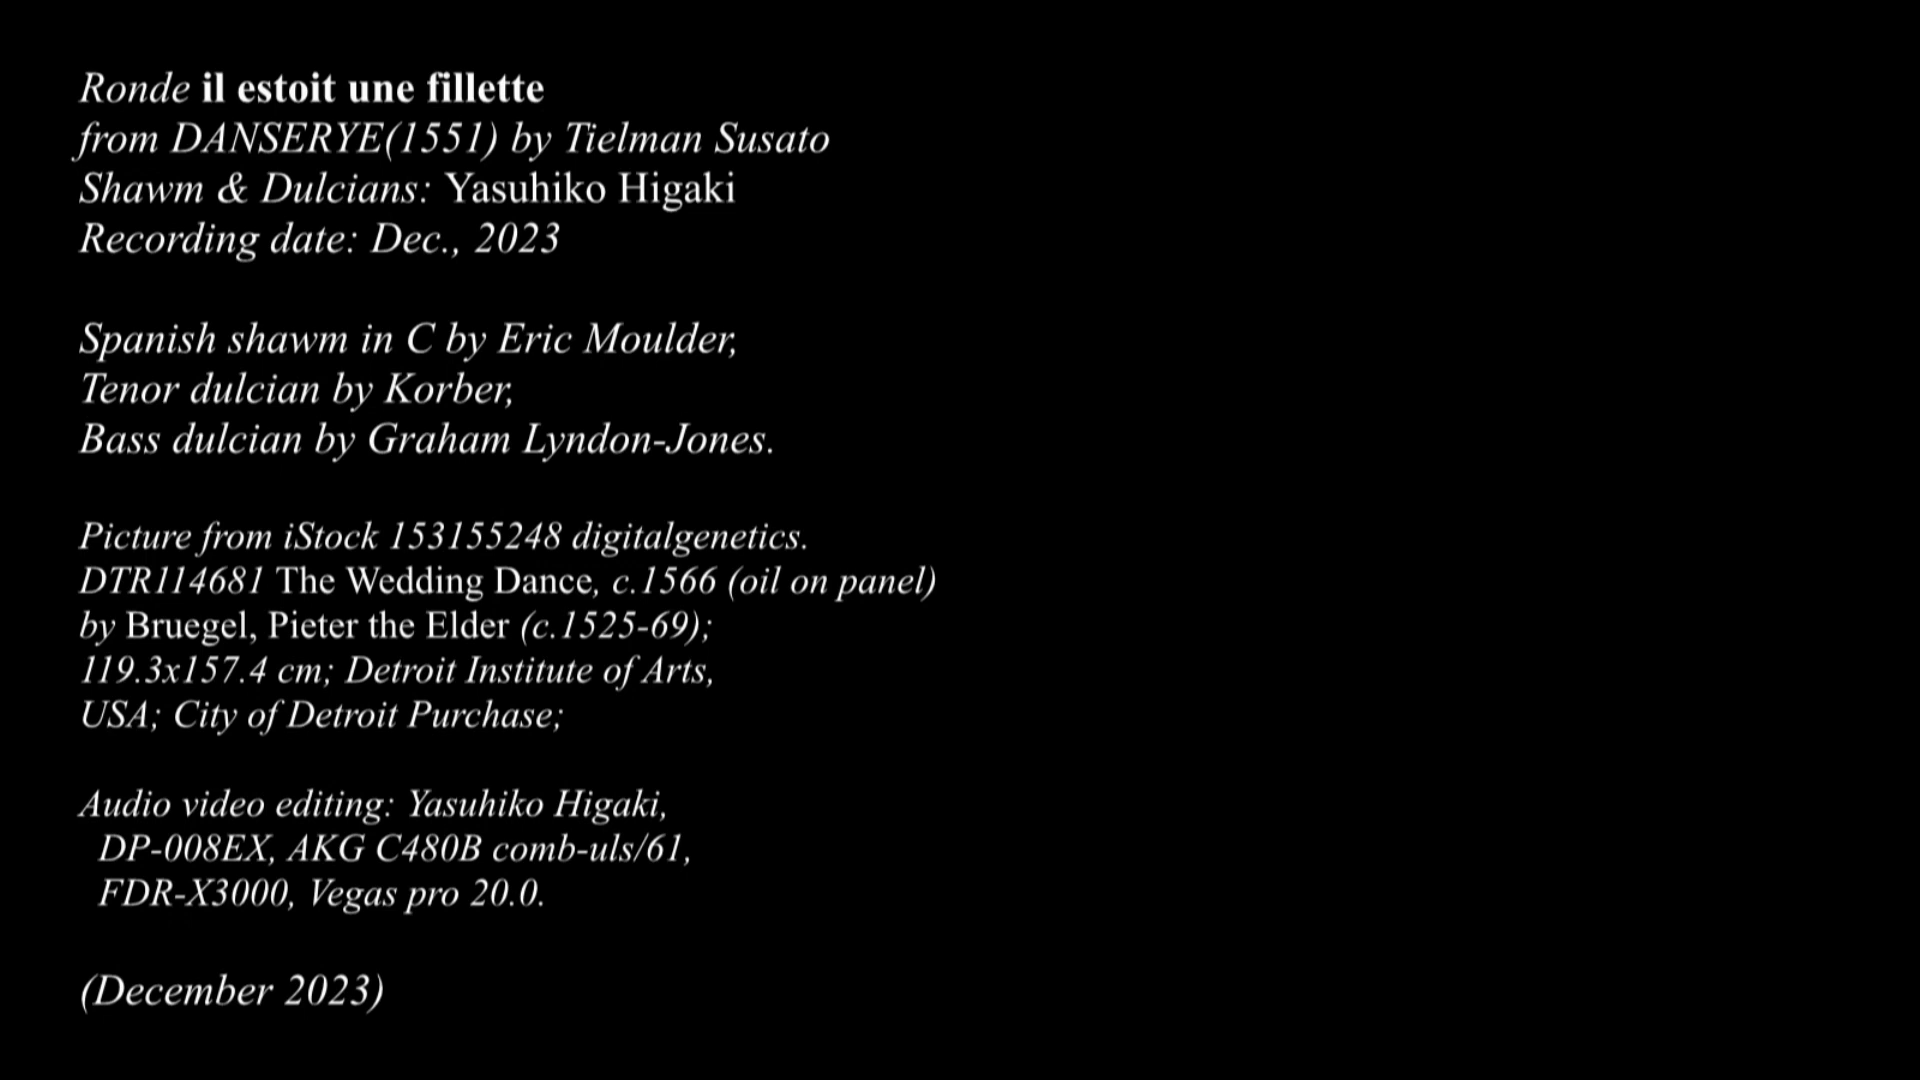 Ronde il estoit une fillette
from DANSERYE(1551) by Tielman Susato
Shawm & Dulcians: Yasuhiko Higaki
Recording date: Dec., 2023
Spanish shawm in C by Eric Moulder,
Tenor dulcian by Korber,
Bass dulcian by Graham Lyndon-Jones.
Picture from iStock 153155248 digitalgenetics.
DTR114681 The Wedding Dance, c.1566 (oil on panel)
by Bruegel, Pieter the Elder (c.1525-69);
119.3x157.4 cm; Detroit Institute of Arts,
USA; City of Detroit Purchase;
Audio video editing: Yasuhiko Higaki,
DP-008EX, AKG C480B comb-uls/61,
FDR-X3000, Vegas pro 20.0.
(December 2023)